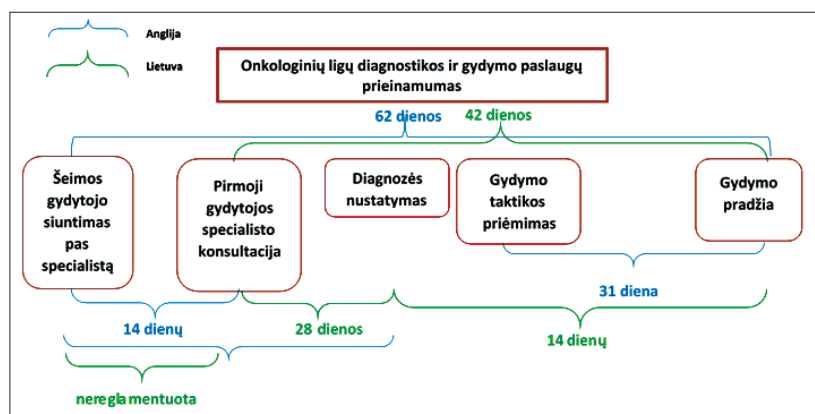 Anglija
Lietuva
Onkologinių ligų diagnostikos ir gydymo paslaugų
prieinamumas
62 dienos 42 dienos
Šeimos
gydytojo
siuntimas
pas
specialistą
Pirmoji
gydytojos
specialisto
konsultacija
Diagnozės
nustatymas
Gydymo
taktikos
priėmimas
Gydymo
pradžia
31 diena
14 dienų
28 dienos
14 dienų
nereglamentuota